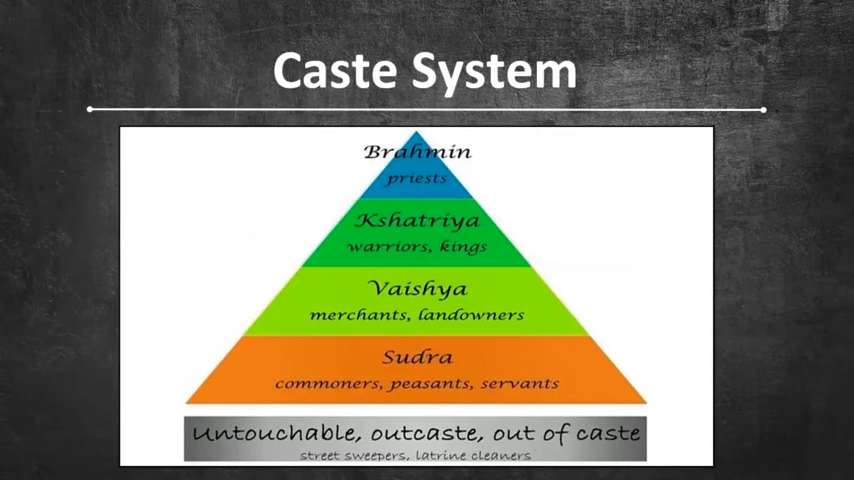 Caste System
Brahmin
priests
Kshatriya
warriors, kings
Vaishya
merchants, landowners
Sudra
commoners, peasants, servants
Untouchable, outcaste, out of caste
street sweepers, latrine cleaners